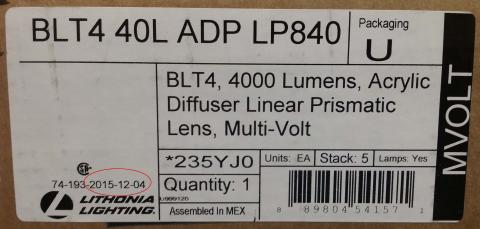 BLT4 40L ADP LP840
Packaging
U
BLT4, 4000 Lumens, Acrylic
Diffuser Linear Prismatic
Lens, Multi-Volt
MVOLT
*235YJ0
Units: EA
Stack: 5
Lamps: Yes
74-193-2015-12-04
Quantity: 1
LITHONIA
LIGHTING
Assembled In MEX
8 89804 54157 1